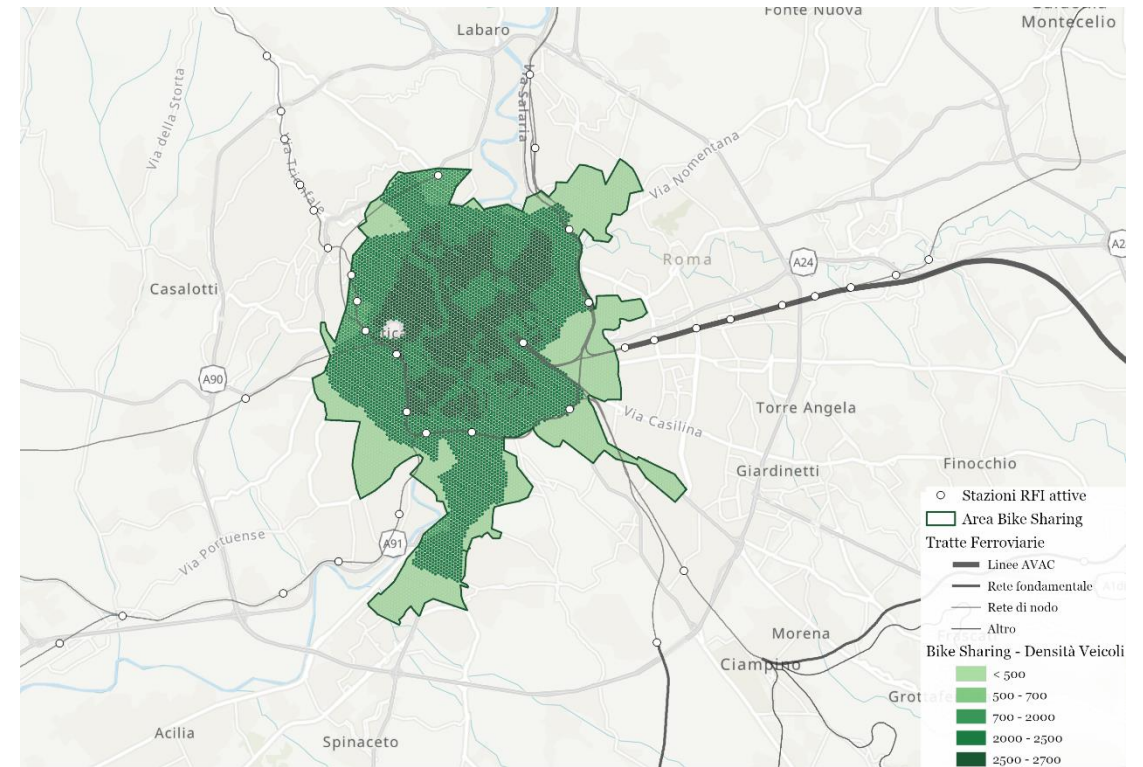 Fonte Nuova
Montecelio
Labaro
Via Salaria
Via della Storta
Via Trionfale
Via Nomentana
Roma
A24
Casalotti
A90
Via Casilina
Torre Angela
Giardinetti
Finocchio
Via Portuense
A91
Morena
Ciampino
Acilia
Spinaceto
Stazioni RFI attive
Area Bike Sharing
Tratte Ferroviarie
Linee AVAC
Rete fondamentale
Rete di nodo
Altro
Bike Sharing - Densità Veicoli
< 500
500 - 700
700 - 2000
2000 - 2500
2500 - 2700